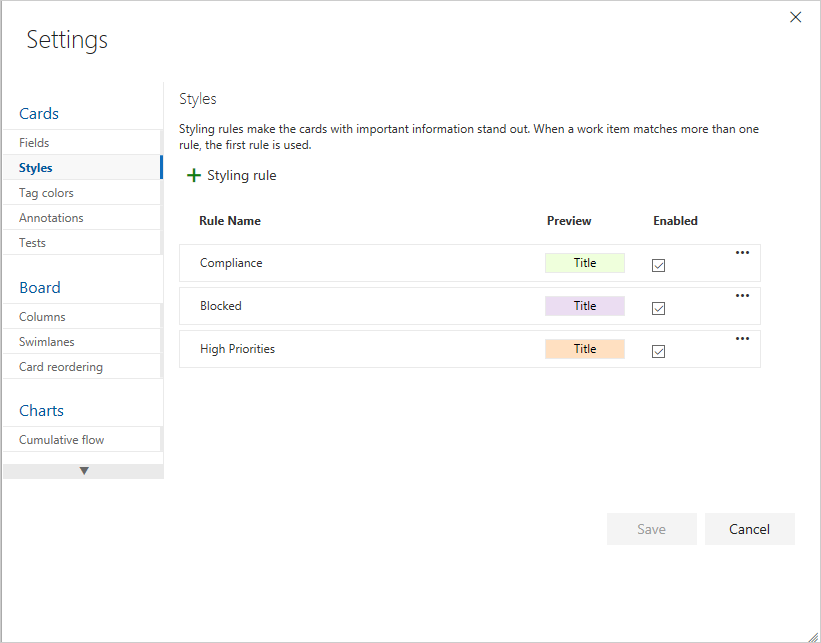 Settings
Cards
Fields
Styles
Tag colors
Annotations
Tests
Board
Columns
Swimlanes
Card reordering
Charts
Cumulative flow
Styles
Styling rules make the cards with important information stand out. When a work item matches more than one
rule, the first rule is used.
Styling rule
Rule Name Preview Enabled
Compliance Title
Blocked Title
High Priorities Title
Save Cancel